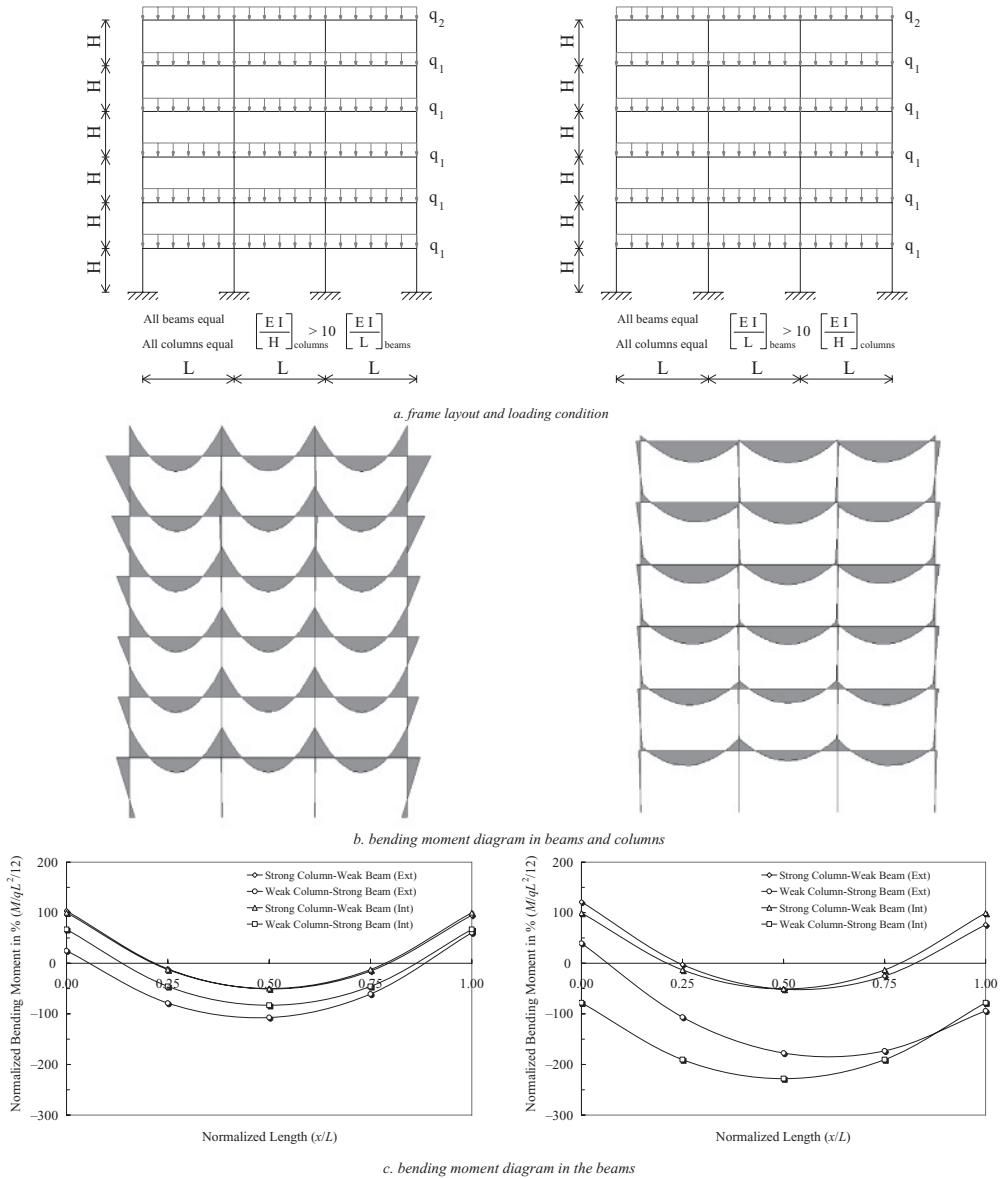 H H H H H H
q2
q1
q1
q1
q1
q1
All beams equal
All columns equal
[E I / H]columns > 10 [E I / L]beams
L L L
H H H H H H
q2
q1
q1
q1
q1
q1
All beams equal
All columns equal
[E I / L]beams > 10 [E I / H]columns
L L L
a. frame layout and loading condition
b. bending moment diagram in beams and columns
Normalized Bending Moment in % (M/qL²/12)
200
100
0
–100
–200
–300
Strong Column-Weak Beam (Ext)
Weak Column-Strong Beam (Ext)
Strong Column-Weak Beam (Int)
Weak Column-Strong Beam (Int)
0.00 0.25 0.50 0.75 1.00
Normalized Length (x/L)
Normalized Bending Moment in % (M/qL²/12)
200
100
0
–100
–200
–300
Strong Column-Weak Beam (Ext)
Weak Column-Strong Beam (Ext)
Strong Column-Weak Beam (Int)
Weak Column-Strong Beam (Int)
0.00 0.25 0.50 0.75 1.00
Normalized Length (x/L)
c. bending moment diagram in the beams